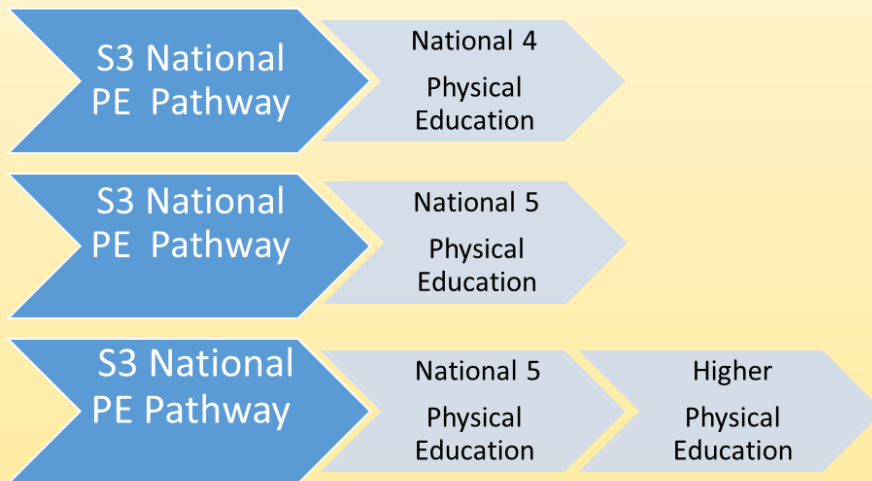 S3 National
PE Pathway
National 4
Physical
Education
S3 National
PE Pathway
National 5
Physical
Education
S3 National
PE Pathway
National 5
Physical
Education
Higher
Physical
Education